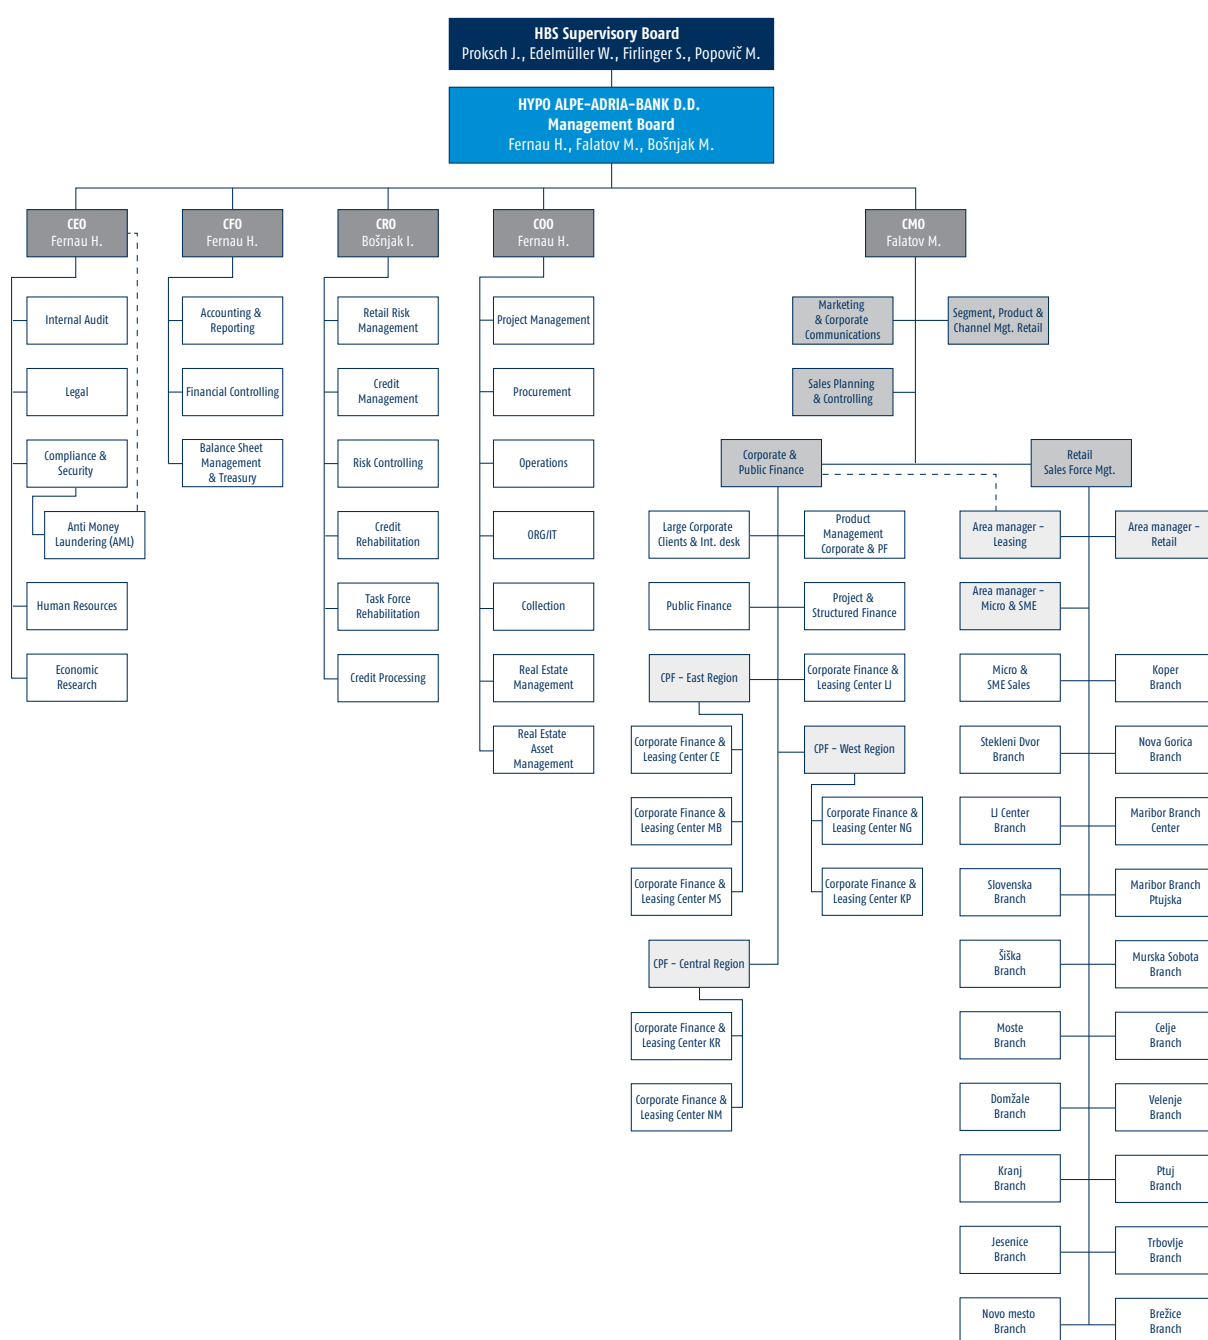 HBS Supervisory Board
Proksch J., Edelmüller W., Firlinger S., Popovič M.
HYPO ALPE-ADRIA-BANK D.D.
Management Board
Fernau H., Falatov M., Bošnjak M.
CEO
Fernau H.
CFO
Fernau H.
CRO
Bošnjak I.
COO
Fernau H.
CMO
Falatov M.
Internal Audit
Legal
Compliance &
Security
Anti Money
Laundering (AML)
Human Resources
Economic
Research
Accounting &
Reporting
Financial Controlling
Balance Sheet
Management
& Treasury
Retail Risk
Management
Credit
Management
Risk Controlling
Credit
Rehabilitation
Task Force
Rehabilitation
Credit Processing
Project Management
Procurement
Operations
ORG/IT
Collection
Real Estate
Management
Real Estate
Asset
Management
Marketing
& Corporate
Communications
Segment, Product &
Channel Mgt. Retail
Sales Planning
& Controlling
Corporate &
Public Finance
Retail
Sales Force Mgt.
Large Corporate
Clients & Int. desk
Product
Management
Corporate & PF
Public Finance
Project &
Structured Finance
CPF - East Region
Corporate Finance &
Leasing Center LJ
Corporate Finance &
Leasing Center CE
CPF - West Region
Corporate Finance &
Leasing Center MB
Corporate Finance &
Leasing Center NG
Corporate Finance &
Leasing Center MS
Corporate Finance &
Leasing Center KP
CPF - Central Region
Corporate Finance &
Leasing Center KR
Corporate Finance &
Leasing Center NM
Area manager -
Leasing
Area manager -
Retail
Area manager -
Micro & SME
Micro &
SME Sales
Koper
Branch
Stekleni Dvor
Branch
Nova Gorica
Branch
LJ Center
Branch
Maribor Branch
Center
Slovenska
Branch
Maribor Branch
Ptujska
Šiška
Branch
Murska Sobota
Branch
Moste
Branch
Celje
Branch
Domžale
Branch
Velenje
Branch
Kranj
Branch
Ptuj
Branch
Jesenice
Branch
Trbovlje
Branch
Novo mesto
Branch
Brežice
Branch